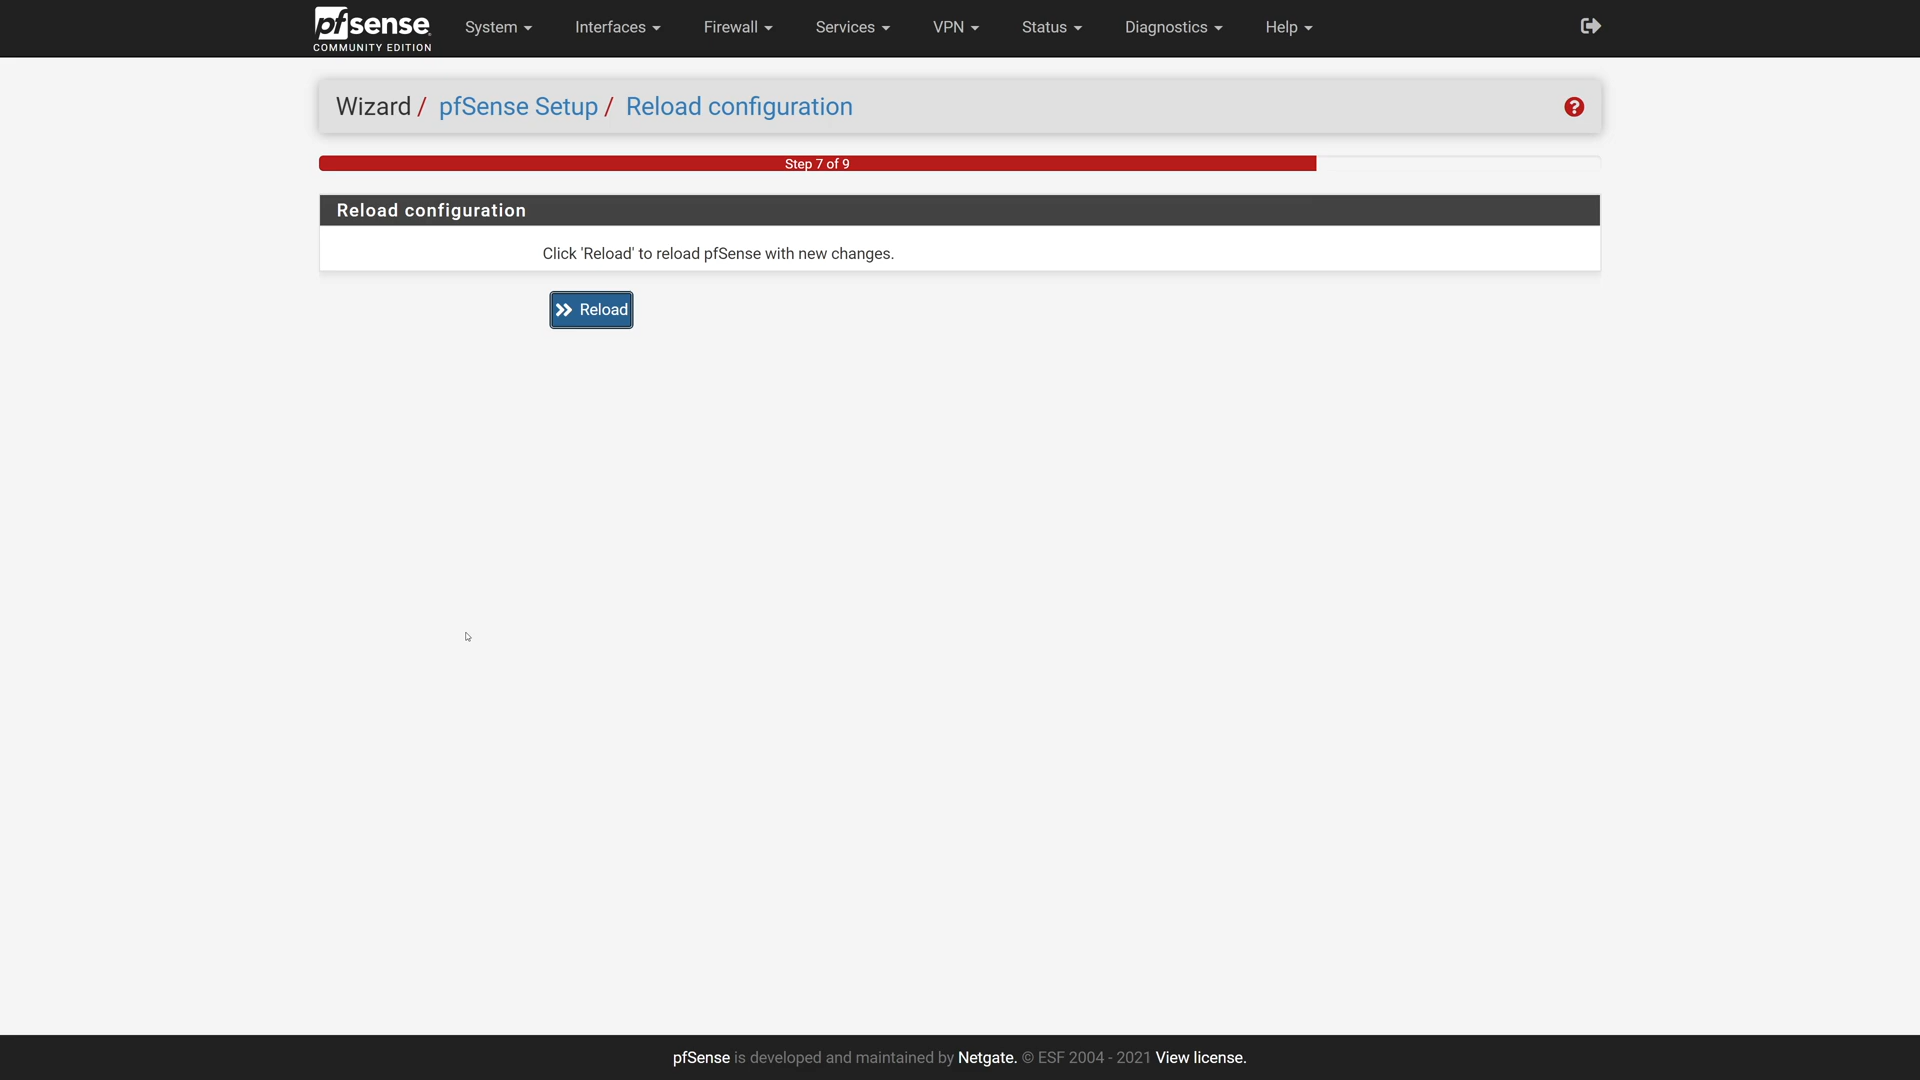 pfsense System Interfaces Firewall Services VPN Status Diagnostics Help
COMMUNITY EDITION
Wizard / pfSense Setup / Reload configuration
Step 7 of 9
Reload configuration
Click 'Reload' to reload pfSense with new changes.
Reload
pfSense is developed and maintained by Netgate. © ESF 2004 - 2021 View license.